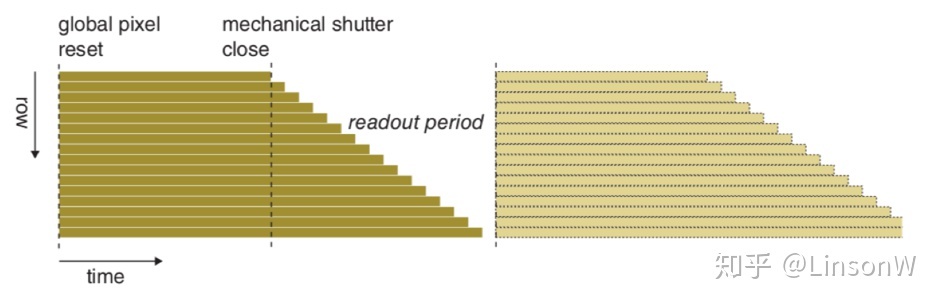 global pixel
reset
mechanical shutter
close
row
readout period
time
知乎 @LinsonW